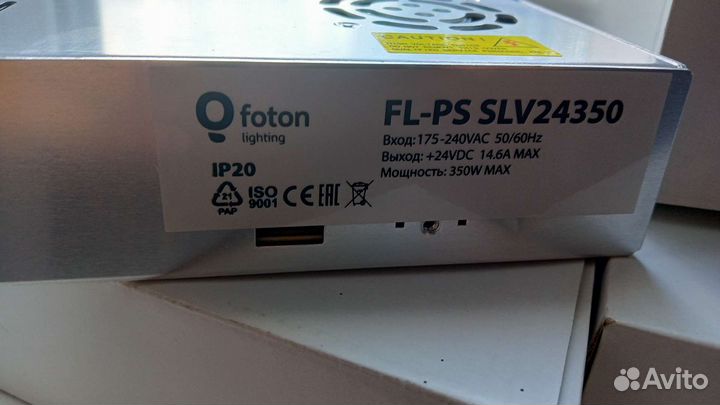 CAUTION
foton
lighting
IP20
21
PAP
ISO
9001
CE EAC
FL-PS SLV24350
Вход: 175-240VAC 50/60Hz
Выход: +24VDC 14.6A MAX
Мощность: 350W MAX
Avito